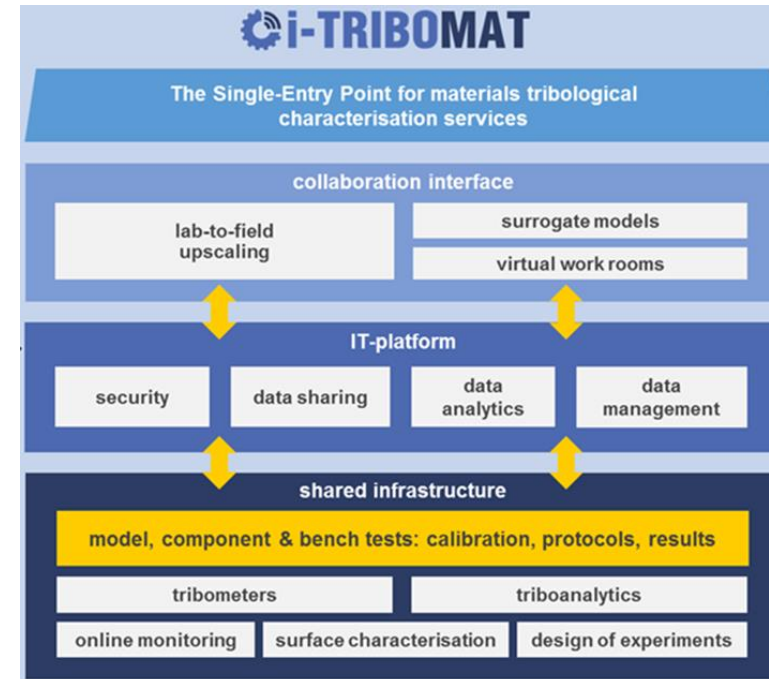 i-TRIBOMAT
The Single-Entry Point for materials tribological
characterisation services
collaboration interface
lab-to-field
upscaling
surrogate models
virtual work rooms
IT-platform
security
data sharing
data
analytics
data
management
shared infrastructure
model, component & bench tests: calibration, protocols, results
tribometers
triboanalytics
online monitoring
surface characterisation
design of experiments